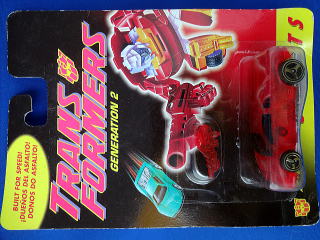 TRANS
FORMERS
GENERATION 2
BUILT FOR SPEED!
¡DUEÑOS DEL ASFALTO!
DONOS DO ASFALTO!